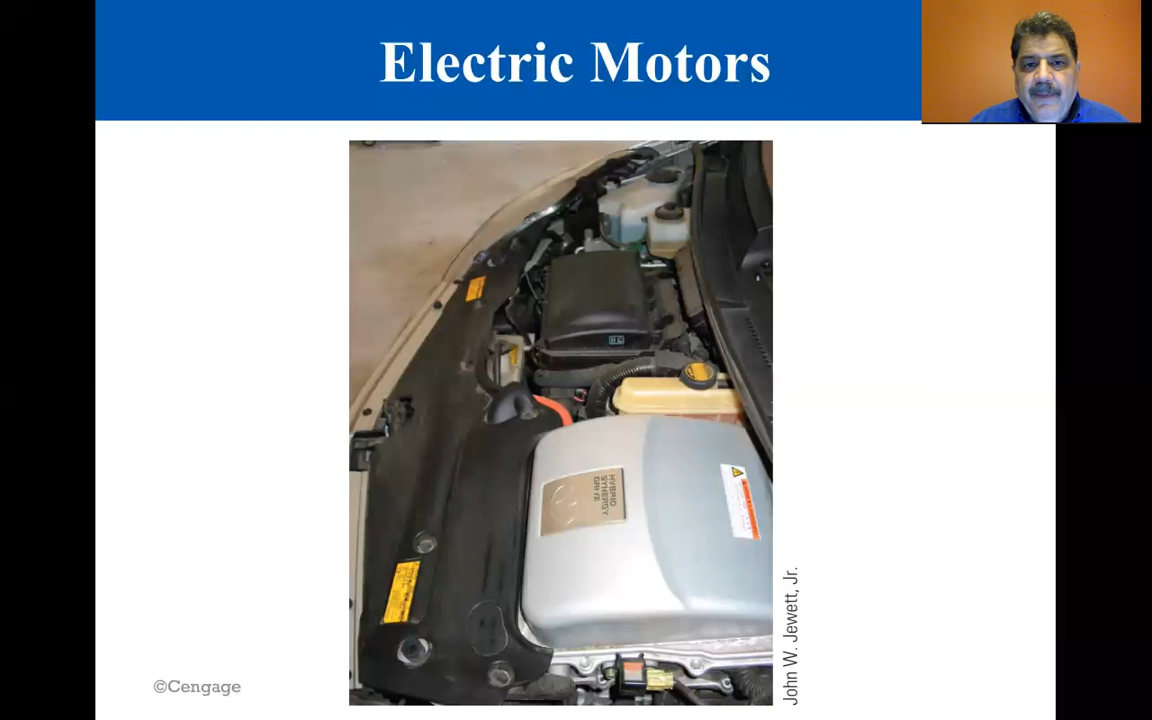 Electric Motors
HYBRID
SYNERGY
DRIVE
John W. Jewett, Jr.
©Cengage